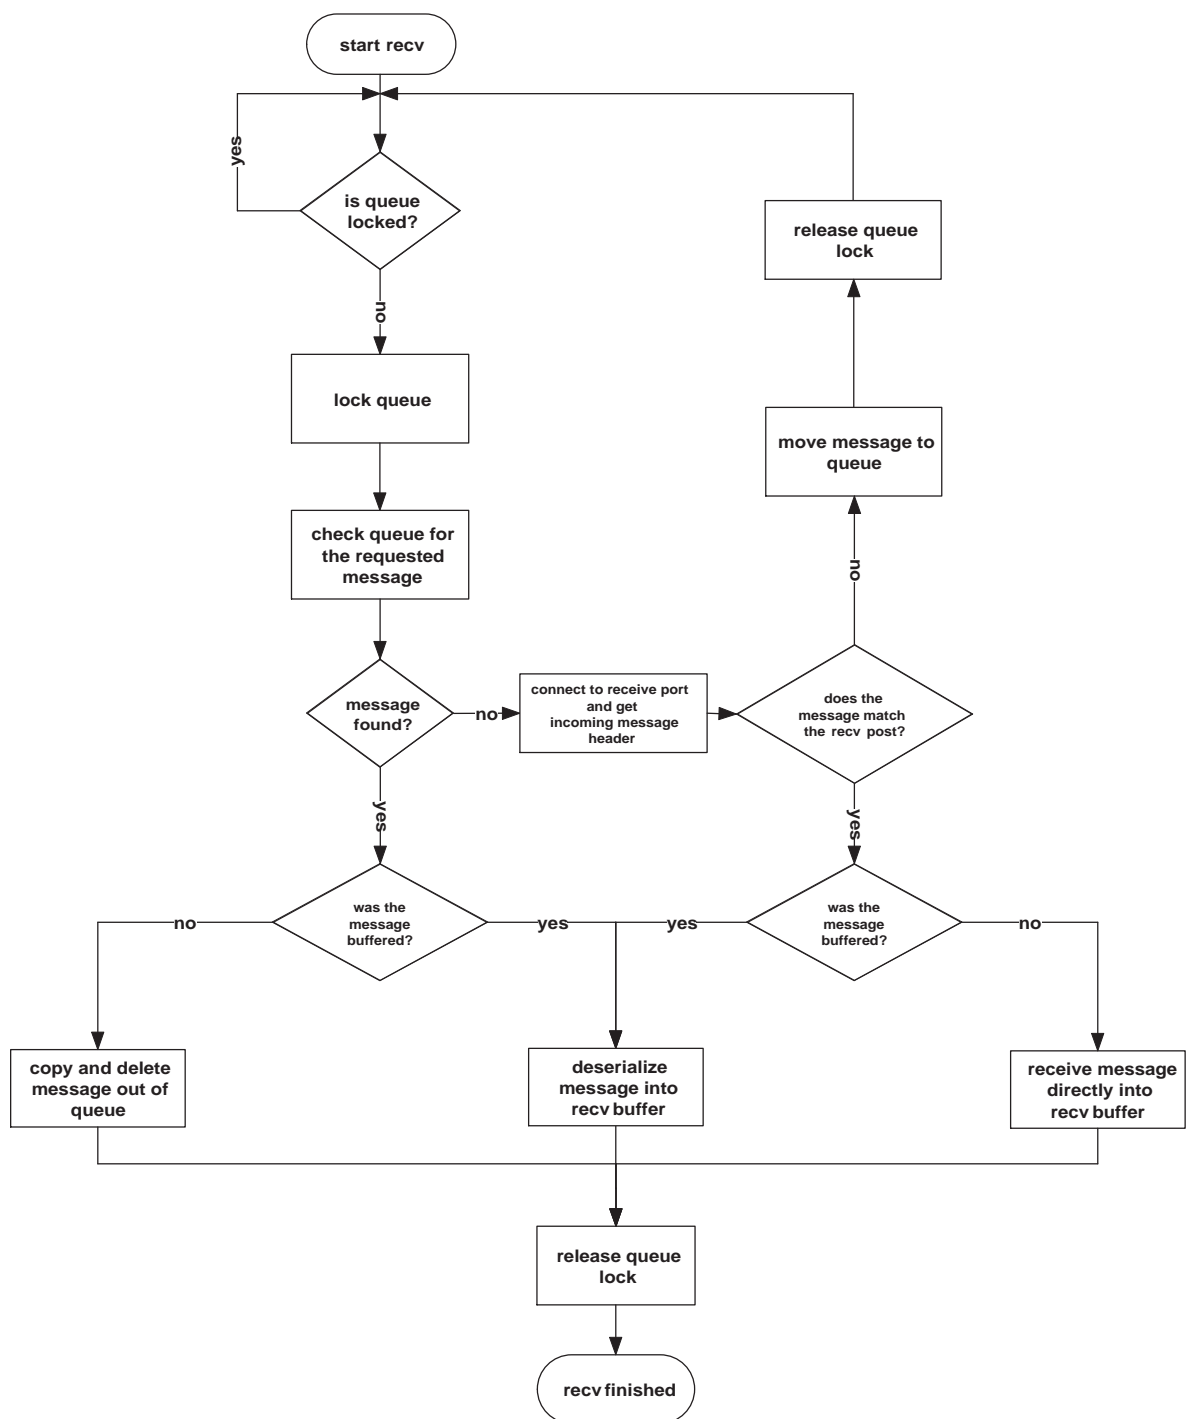 start recv
yes
is queue
locked?
release queue
lock
no
lock queue
move message to
queue
check queue for
the requested
message
no
message
found?
no
connect to receive port
and get
incoming message
header
does the
message match
the recv post?
yes
yes
no
was the
message
buffered?
yes
yes
was the
message
buffered?
no
copy and delete
message out of
queue
deserialize
message into
recv buffer
receive message
directly into
recv buffer
release queue
lock
recv finished